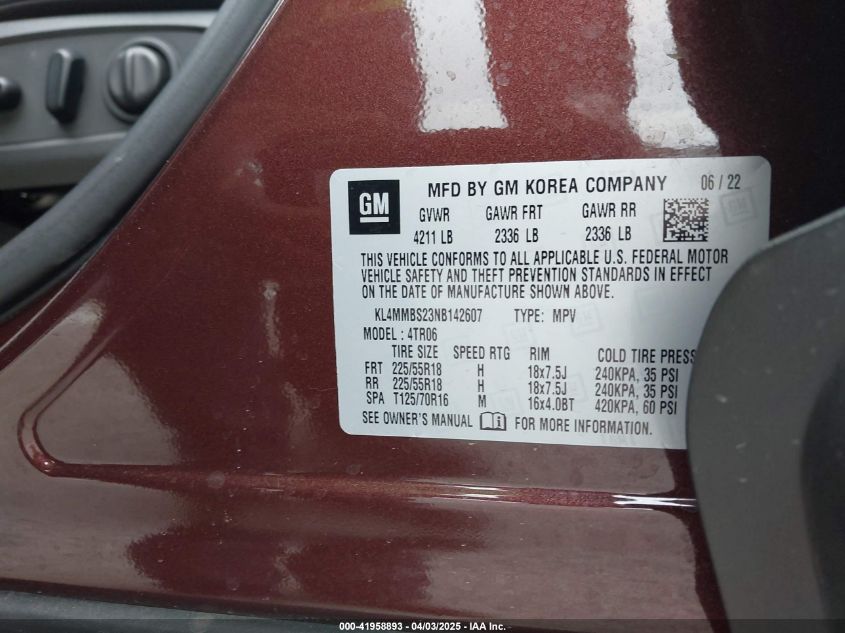 GM
MFD BY GM KOREA COMPANY 06 / 22
GVWR GAWR FRT GAWR RR
4211 LB 2336 LB 2336 LB
THIS VEHICLE CONFORMS TO ALL APPLICABLE U.S. FEDERAL MOTOR
VEHICLE SAFETY AND THEFT PREVENTION STANDARDS IN EFFECT
ON THE DATE OF MANUFACTURE SHOWN ABOVE.
KL4MMBS23NB142607 TYPE: MPV
MODEL : 4TR06
TIRE SIZE SPEED RTG RIM COLD TIRE PRESS
FRT 225/55R18 H 18x7.5J 240KPA, 35 PSI
RR 225/55R18 H 18x7.5J 240KPA, 35 PSI
SPA T125/70R16 M 16x4.0BT 420KPA, 60 PSI
SEE OWNER'S MANUAL FOR MORE INFORMATION.
000-41958893 - 04/03/2025 - IAA Inc.